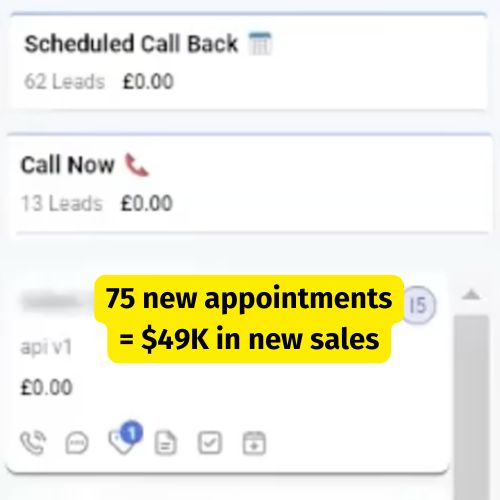 Scheduled Call Back
62 Leads £0.00
Call Now
13 Leads £0.00
75 new appointments
= $49K in new sales
15
api v1
£0.00
1